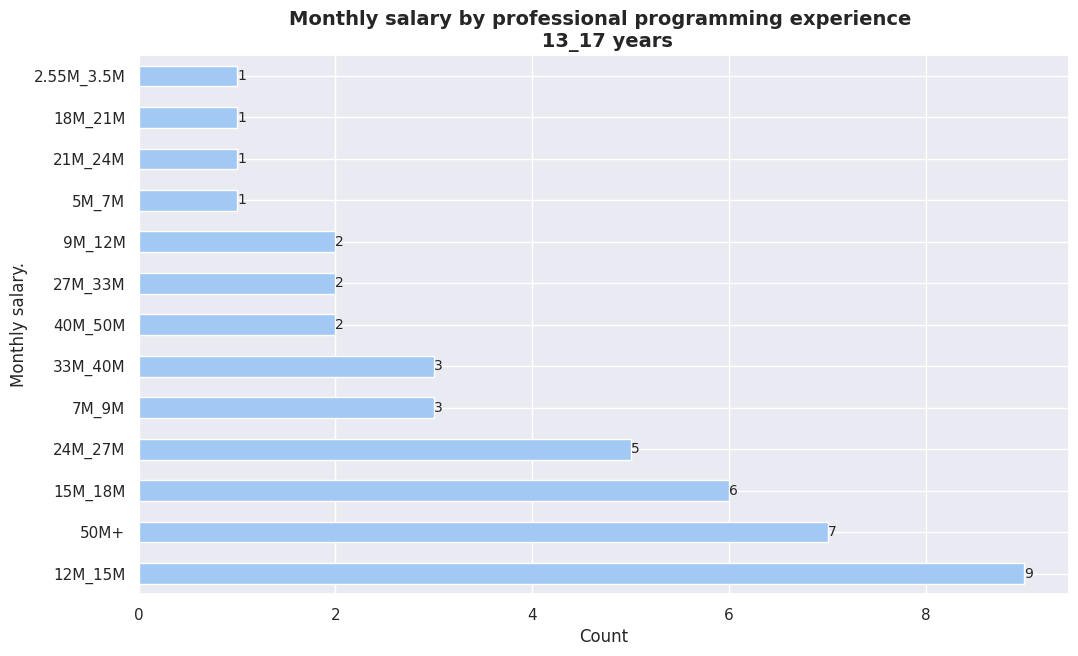 Monthly salary by professional programming experience
13_17 years
Monthly salary.
2.55M_3.5M
1
18M_21M
1
21M_24M
1
5M_7M
1
9M_12M
2
27M_33M
2
40M_50M
2
33M_40M
3
7M_9M
3
24M_27M
5
15M_18M
6
50M+
7
12M_15M
9
0 2 4 6 8
Count